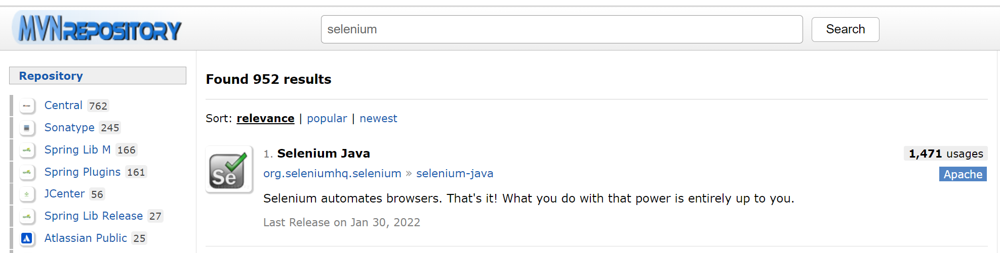 MVNREPOSITORY
selenium
Search
Repository
Central 762
Sonatype 245
Spring Lib M 166
Spring Plugins 161
JCenter 56
Spring Lib Release 27
Atlassian Public 25
Found 952 results
Sort: relevance | popular | newest
Se
1. Selenium Java
1,471 usages
org.seleniumhq.selenium » selenium-java
Apache
Selenium automates browsers. That's it! What you do with that power is entirely up to you.
Last Release on Jan 30, 2022